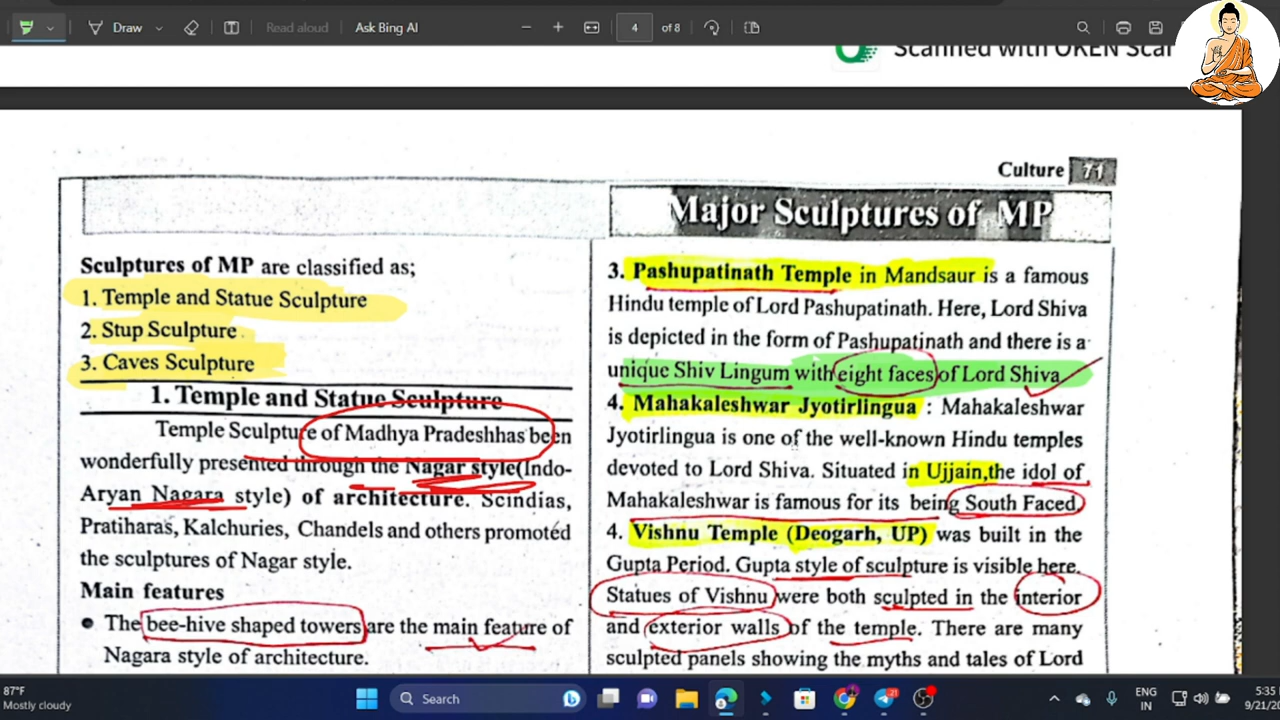 Draw
Read aloud
Ask Bing AI
4
of 8
Scanned with OKEN Scar
Culture 71
Major Sculptures of MP
Sculptures of MP are classified as;
1. Temple and Statue Sculpture
2. Stup Sculpture
3. Caves Sculpture
1. Temple and Statue Sculpture
Temple Sculpture of Madhya Pradeshhas been
wonderfully presented through the Nagar style(Indo-
Aryan Nagara style) of architecture. Scindias,
Pratiharas, Kalchuries, Chandels and others promoted
the sculptures of Nagar style.
Main features
● The bee-hive shaped towers are the main feature of
Nagara style of architecture.
3. Pashupatinath Temple in Mandsaur is a famous
Hindu temple of Lord Pashupatinath. Here, Lord Shiva
is depicted in the form of Pashupatinath and there is a
unique Shiv Lingum with eight faces of Lord Shiva
4. Mahakaleshwar Jyotirlingua : Mahakaleshwar
Jyotirlingua is one of the well-known Hindu temples
devoted to Lord Shiva. Situated in Ujjain,the idol of
Mahakaleshwar is famous for its being South Faced.
4. Vishnu Temple (Deogarh, UP) was built in the
Gupta Period. Gupta style of sculpture is visible here.
Statues of Vishnu were both sculpted in the interior
and exterior walls of the temple. There are many
sculpted panels showing the myths and tales of Lord
87°F
Mostly cloudy
Search
21
ENG
IN
5:35
9/21/20